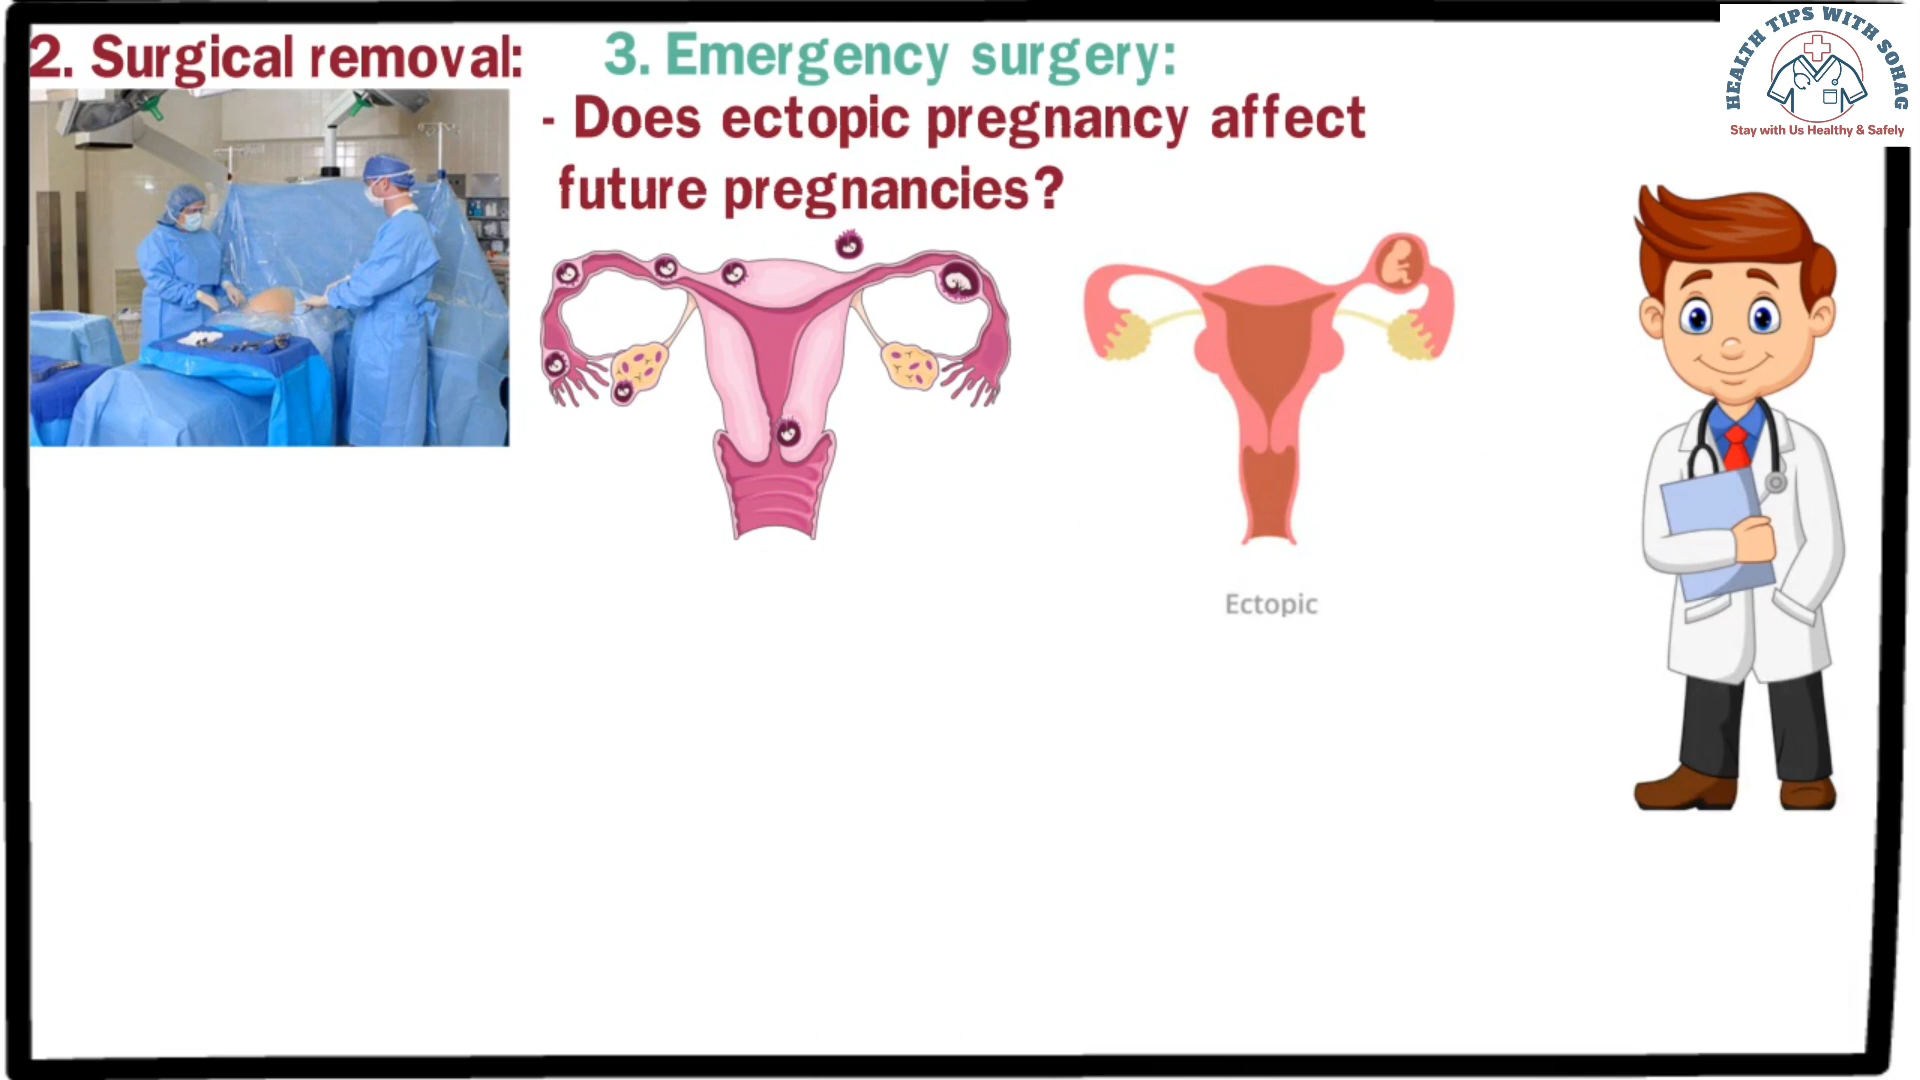 2. Surgical removal:
3. Emergency surgery:
- Does ectopic pregnancy affect
future pregnancies?
Ectopic
HEALTH TIPS WITH SOHAG
Stay with Us Healthy & Safely